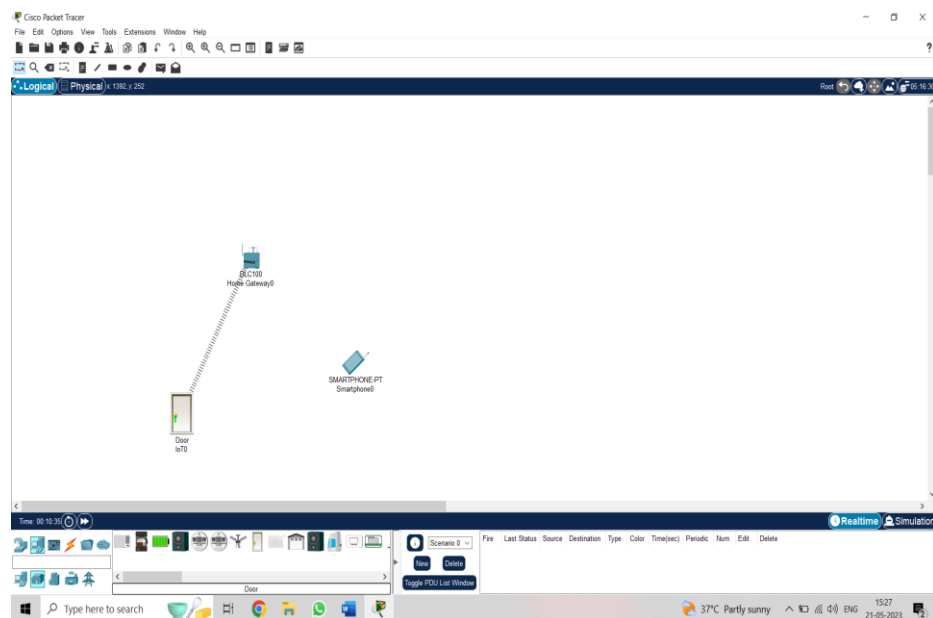 Cisco Packet Tracer
File Edit Options View Tools Extensions Window Help
?
Logical Physical x: 1392, y: 252 Root 05:16:30
DLC100
Home Gateway0
SMARTPHONE-PT
Smartphone0
Door
IoT0
Time: 00:10:35 Realtime Simulation
Scenario 0 Fire Last Status Source Destination Type Color Time(sec) Periodic Num Edit Delete
New Delete
Toggle PDU List Window
Door
Type here to search 37°C Partly sunny ENG 15:27
21-05-2023